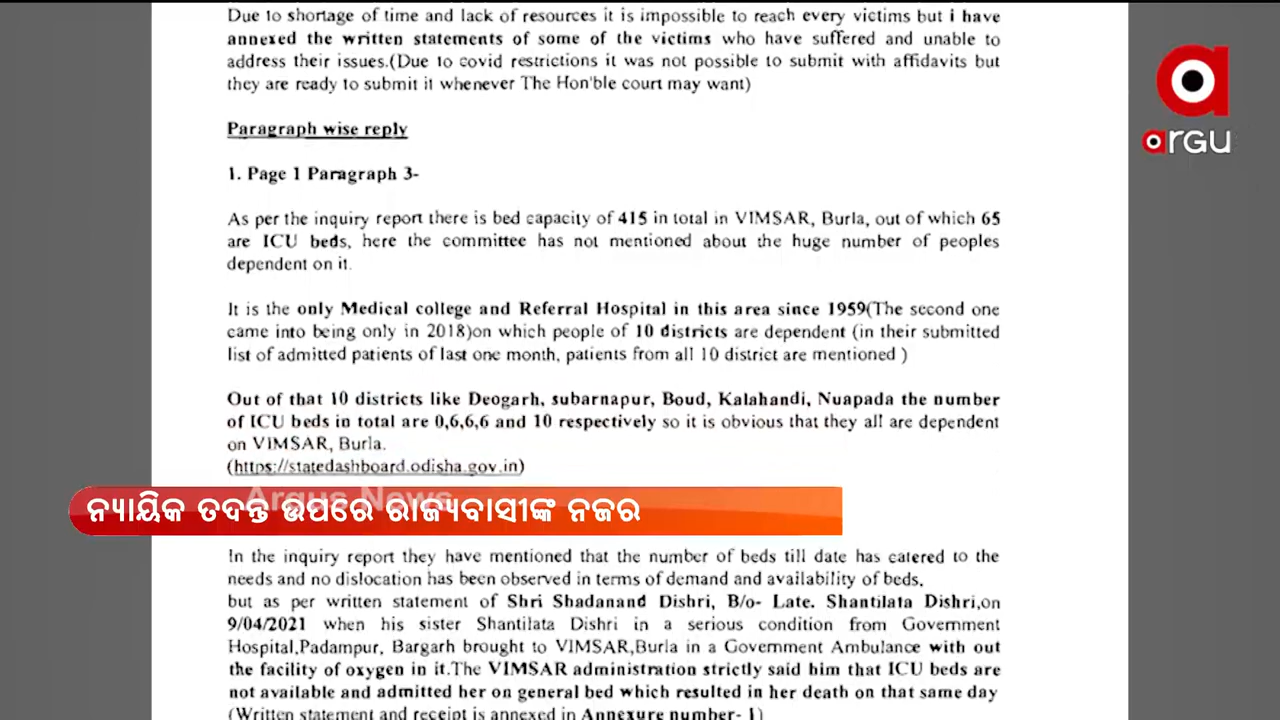 Due to shortage of time and lack of resources it is impossible to reach every victims but i have
annexed the written statements of some of the victims who have suffered and unable to
address their issues.(Due to covid restrictions it was not possible to submit with affidavits but
they are ready to submit it whenever The Hon'ble court may want)
Paragraph wise reply
1. Page 1 Paragraph 3-
As per the inquiry report there is bed capacity of 415 in total in VIMSAR, Burla, out of which 65
are ICU beds, here the committee has not mentioned about the huge number of peoples
dependent on it.
It is the only Medical college and Referral Hospital in this area since 1959(The second one
came into being only in 2018)on which people of 10 districts are dependent (in their submitted
list of admitted patients of last one month, patients from all 10 district are mentioned )
Out of that 10 districts like Deogarh, subarnapur, Boud, Kalahandi, Nuapada the number
of ICU beds in total are 0,6,6,6 and 10 respectively so it is obvious that they all are dependent
on VIMSAR, Burla.
(https://statedashboard.odisha.gov.in)
Argus News
ନ୍ୟାୟିକ ତଦନ୍ତ ଉପରେ ରାଜ୍ୟବାସୀଙ୍କ ନଜର
In the inquiry report they have mentioned that the number of beds till date has catered to the
needs and no dislocation has been observed in terms of demand and availability of beds,
but as per written statement of Shri Shadanand Dishri, B/o- Late. Shantilata Dishri,on
9/04/2021 when his sister Shantilata Dishri in a serious condition from Government
Hospital,Padampur, Bargarh brought to VIMSAR,Burla in a Government Ambulance with out
the facility of oxygen in it.The VIMSAR administration strictly said him that ICU beds are
not available and admitted her on general bed which resulted in her death on that same day
(Written statement and receipt is annexed in Annexure number- 1)
argu